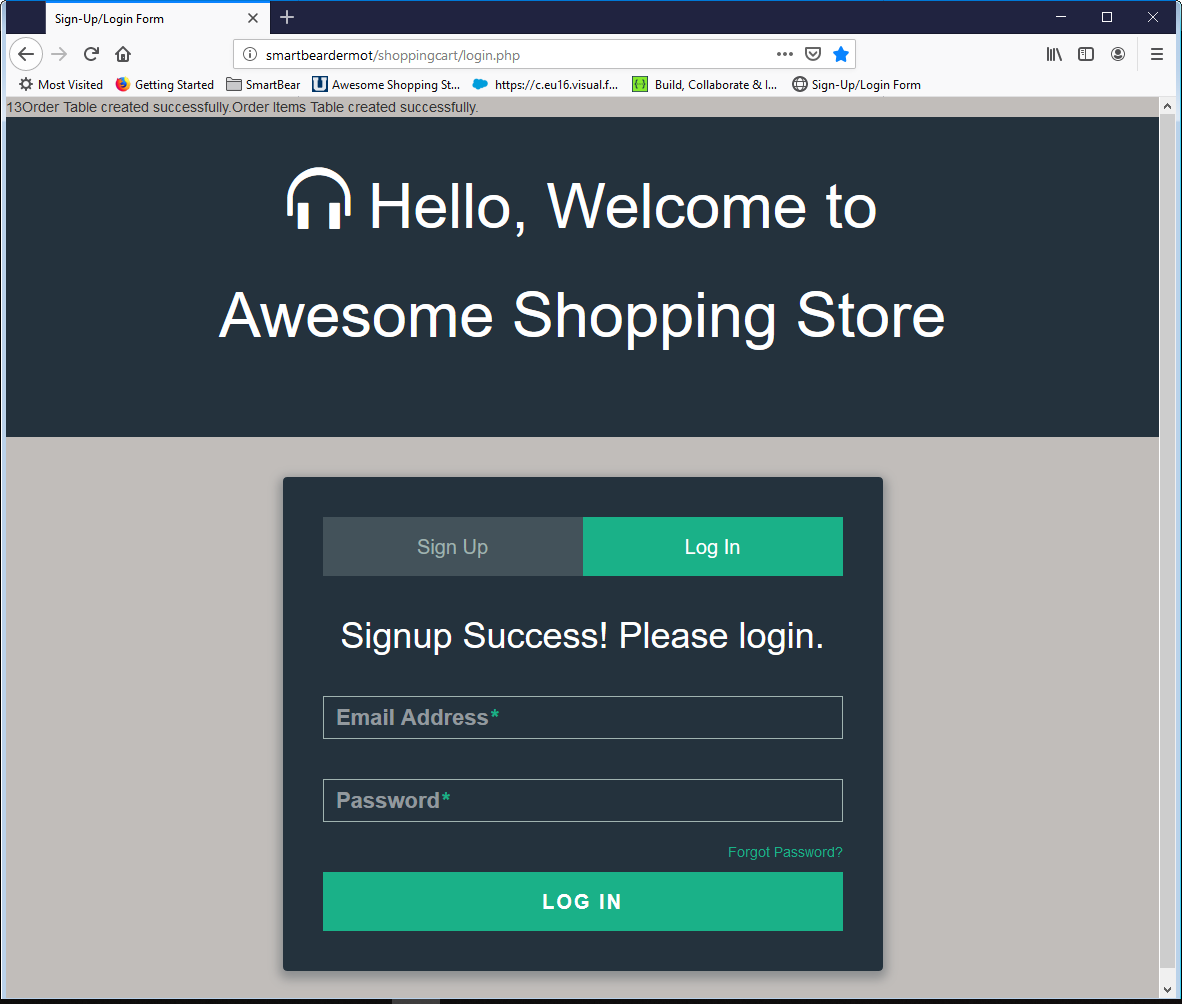 Sign-Up/Login Form
smartbeardermot/shoppingcart/login.php
Most Visited Getting Started SmartBear Awesome Shopping St... https://c.eu16.visual.f... Build, Collaborate & I... Sign-Up/Login Form
13Order Table created successfully.Order Items Table created successfully.
Hello, Welcome to
Awesome Shopping Store
Sign Up Log In
Signup Success! Please login.
Email Address*
Password*
Forgot Password?
LOG IN